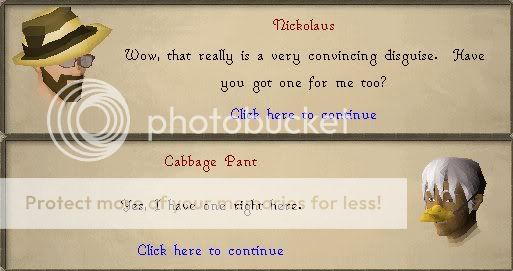 Nickolaus
Wow, that really is a very convincing disguise. Have
you got one for me too?
Click here to continue
photobucket
Cabbage Pant
Protect more of your memories for less!
Yes, I have one right here.
Click here to continue